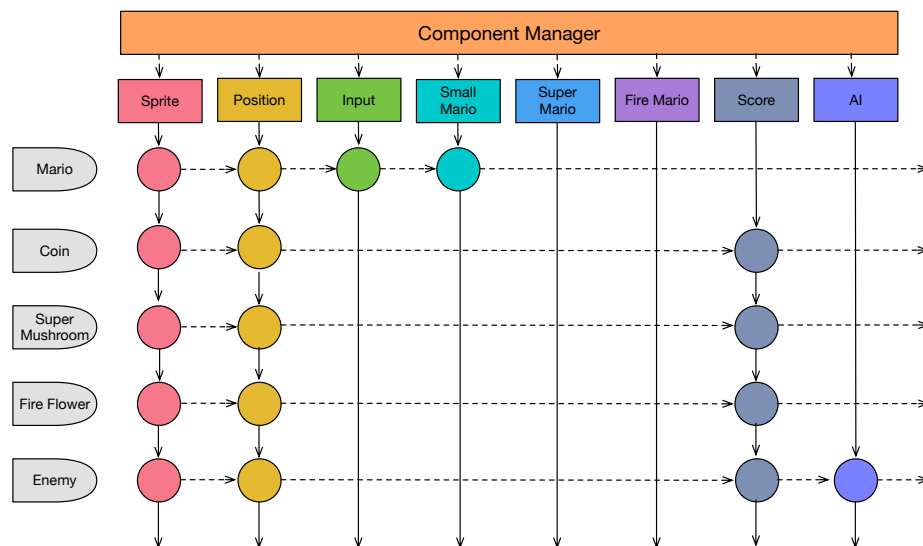 Component Manager
Sprite
Position
Input
Small
Mario
Super
Mario
Fire Mario
Score
AI
Mario
Coin
Super
Mushroom
Fire Flower
Enemy